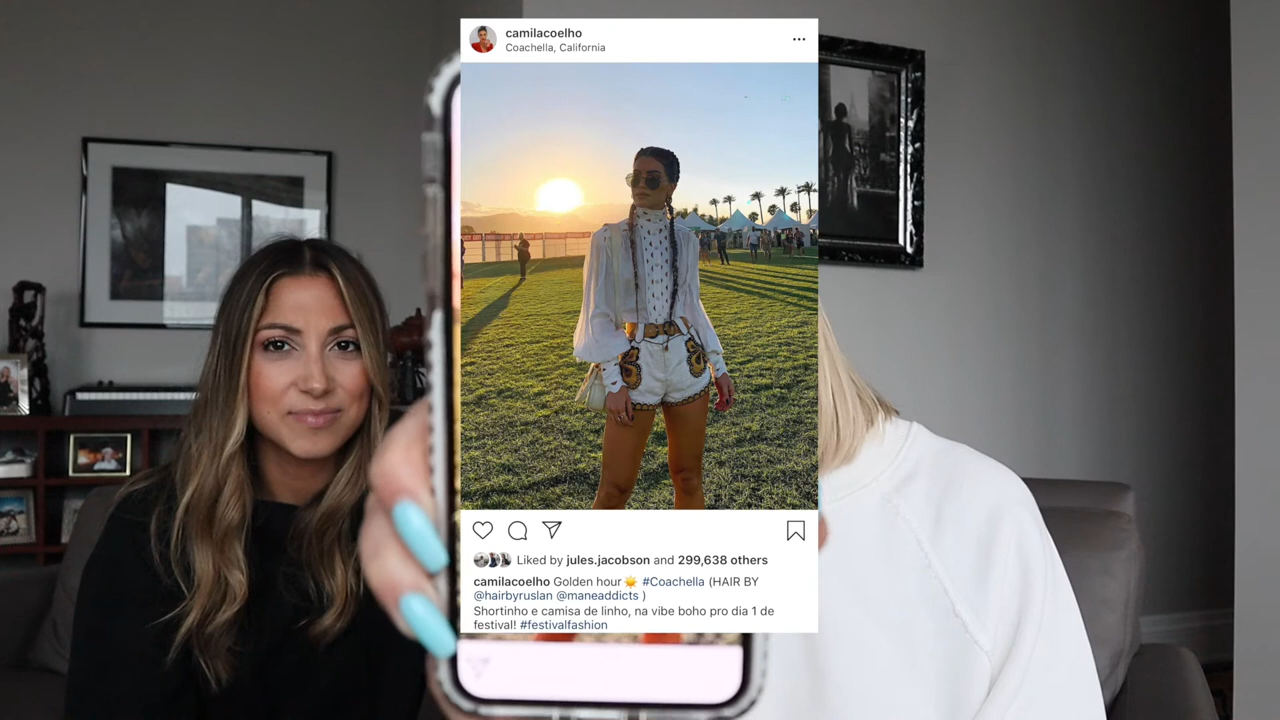 camilacoelho
Coachella, California
Liked by jules.jacobson and 299,638 others
camilacoelho Golden hour☀️ #Coachella (HAIR BY
@hairbyruslan @maneaddicts )
Shortinho e camisa de linho, na vibe boho pro dia 1 de
festival! #festivalfashion